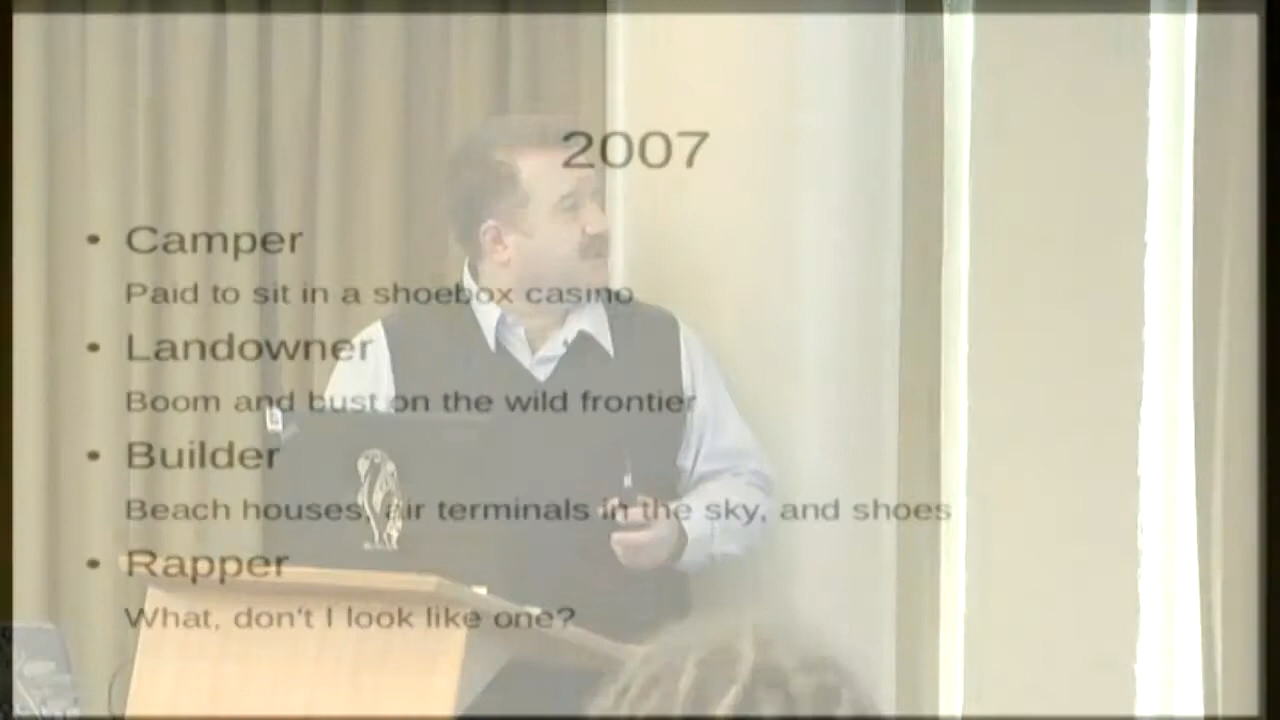 2007
• Camper
Paid to sit in a shoebox casino
• Landowner
Boom and bust on the wild frontier
• Builder
Beach houses, air terminals in the sky, and shoes
• Rapper
What, don't I look like one?